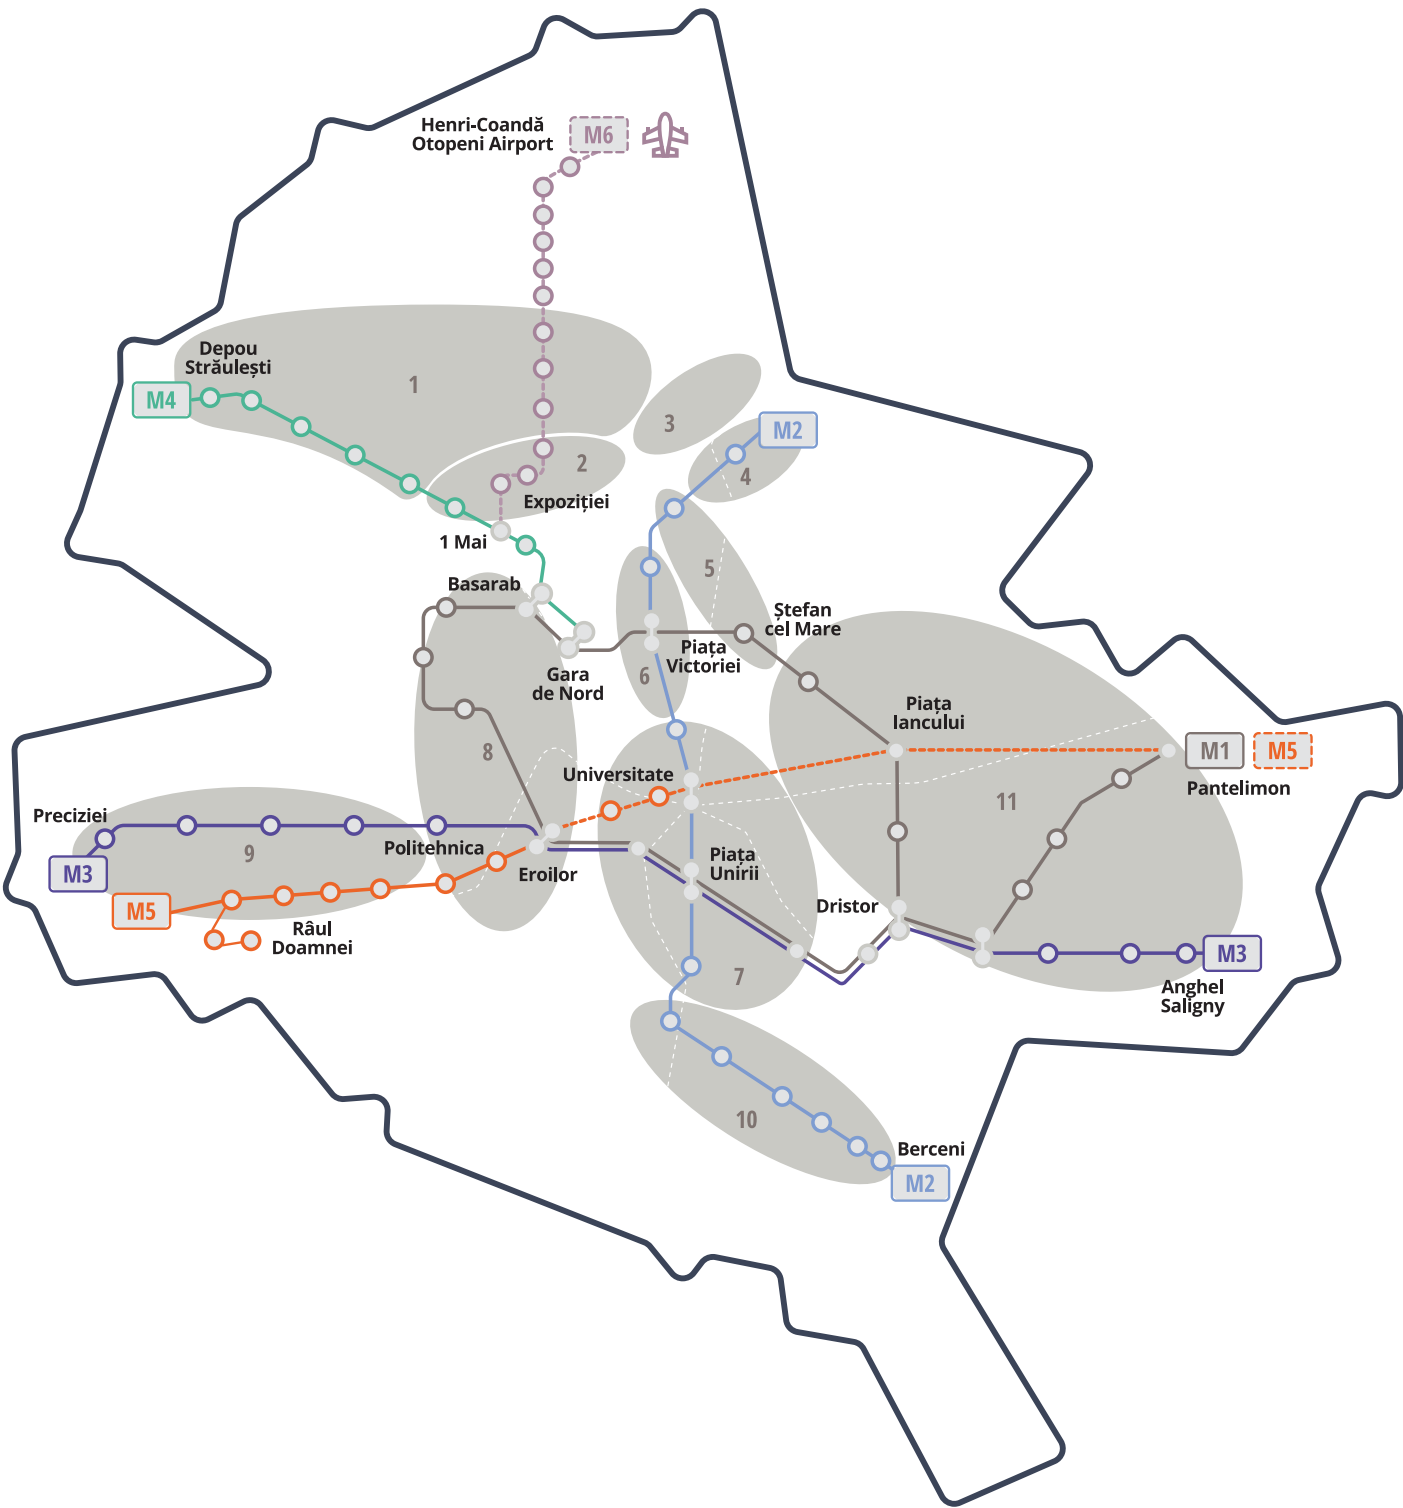 Henri-Coandă
Otopeni Airport
M6
Depou
Străulești
M4
1
3
M2
2
4
Expoziției
1 Mai
5
Basarab
Ștefan
cel Mare
Piața
Victoriei
6
Gara
de Nord
Piața
Iancului
8
M1
M5
Universitate
Pantelimon
11
Preciziei
9
Politehnica
M3
Eroilor
Piața
Unirii
M5
Dristor
Râul
Doamnei
M3
7
Anghel
Saligny
10
Berceni
M2